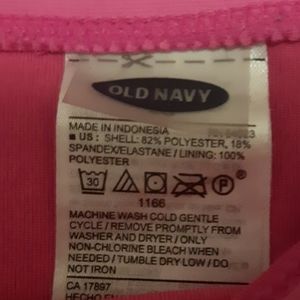 OLD NAVY
MADE IN INDONESIA
■ US : SHELL: 82% POLYESTER, 18%
SPANDEX/ELASTANE / LINING: 100%
POLYESTER
30 P
1166
MACHINE WASH COLD GENTLE
CYCLE / REMOVE PROMPTLY FROM
WASHER AND DRYER / ONLY
NON-CHLORINE BLEACH WHEN
NEEDED / TUMBLE DRY LOW / DO
NOT IRON
CA 17897
HECHO EN